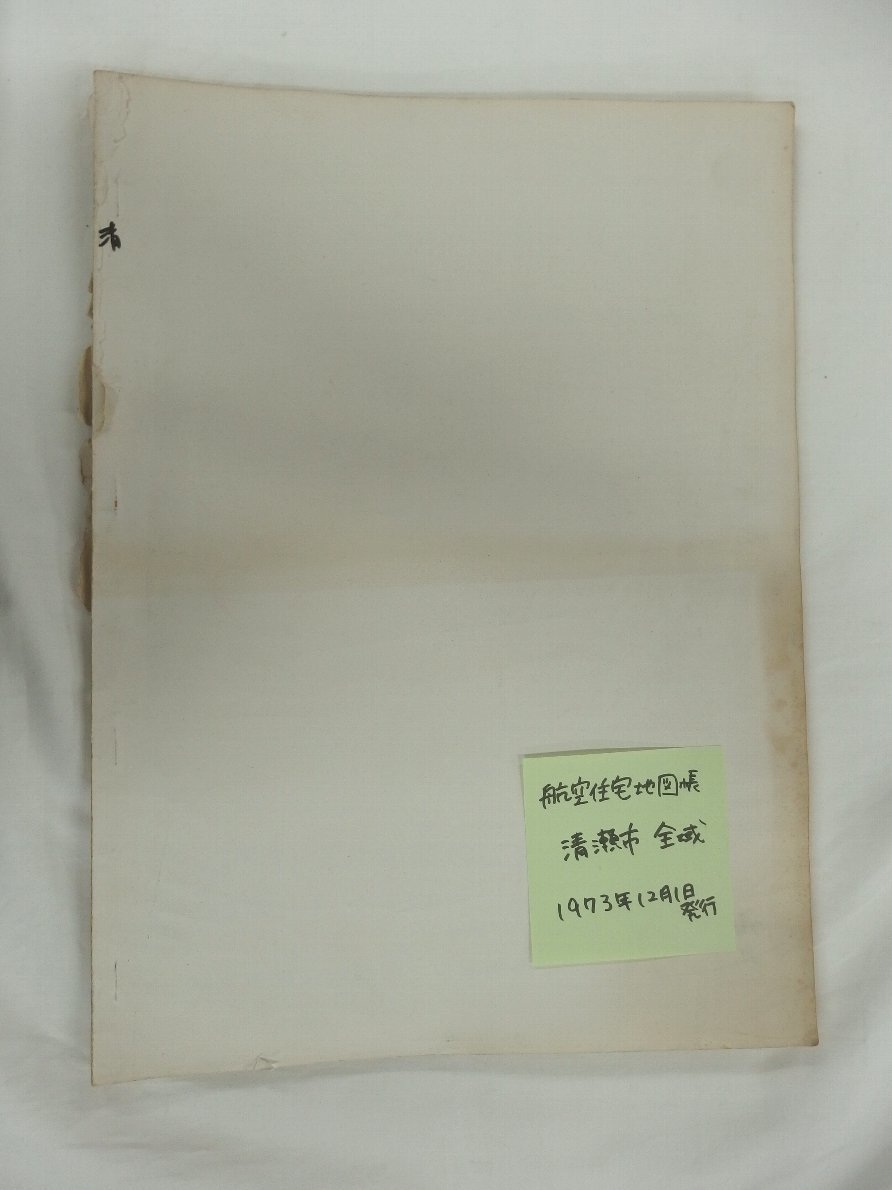 清
航空住宅地図帳
清瀬市 全域
1973年12月1日
発行